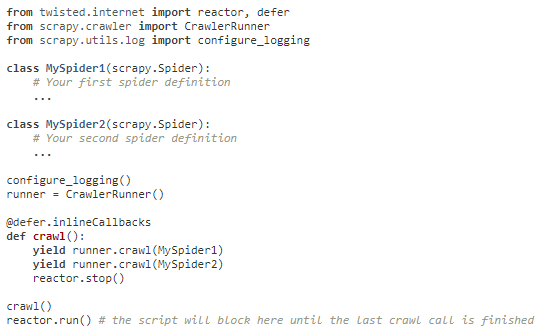 from twisted.internet import reactor, defer
from scrapy.crawler import CrawlerRunner
from scrapy.utils.log import configure_logging

class MySpider1(scrapy.Spider):
    # Your first spider definition
    ...

class MySpider2(scrapy.Spider):
    # Your second spider definition
    ...

configure_logging()
runner = CrawlerRunner()

@defer.inlineCallbacks
def crawl():
    yield runner.crawl(MySpider1)
    yield runner.crawl(MySpider2)
    reactor.stop()

crawl()
reactor.run() # the script will block here until the last crawl call is finished